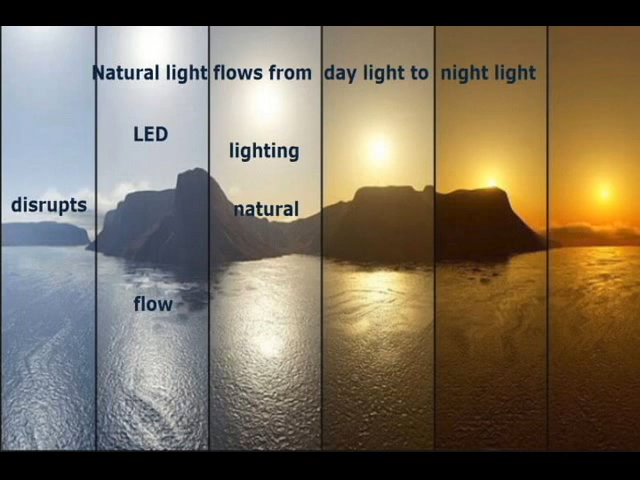 Natural light flows from day light to night light
LED
lighting
disrupts
natural
flow